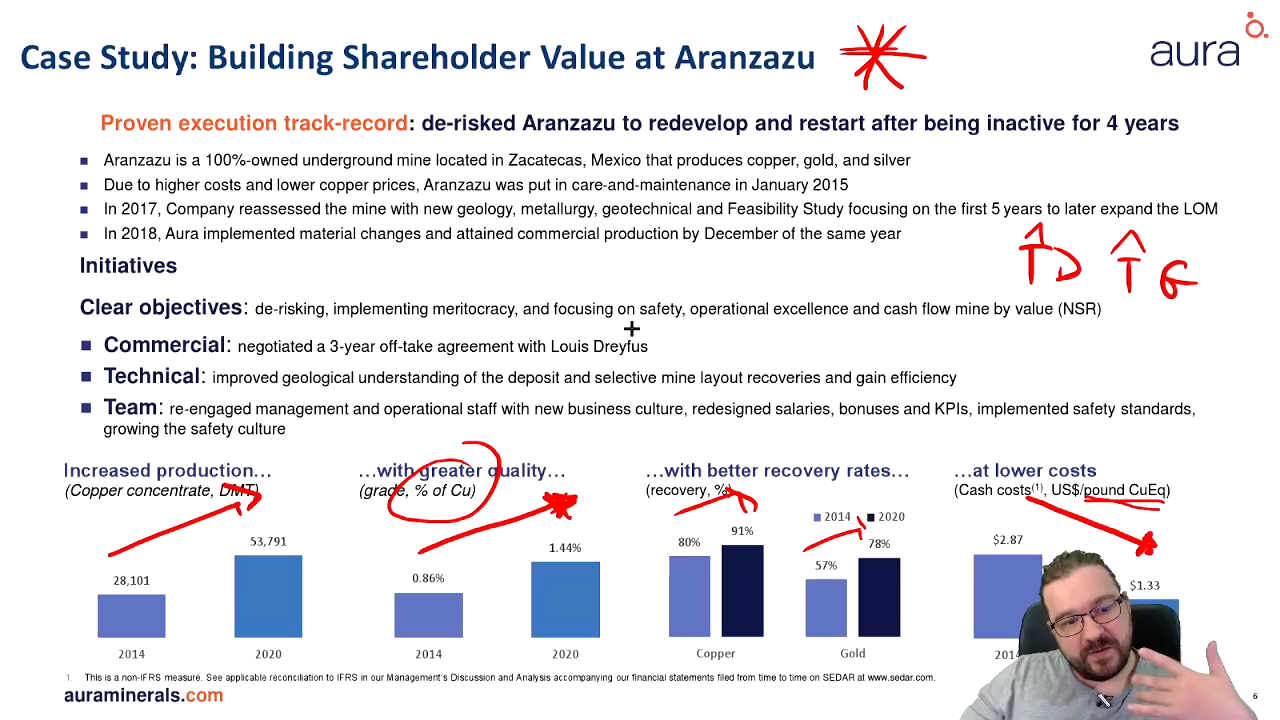 Case Study: Building Shareholder Value at Aranzazu
aura
Proven execution track-record: de-risked Aranzazu to redevelop and restart after being inactive for 4 years
■ Aranzazu is a 100%-owned underground mine located in Zacatecas, Mexico that produces copper, gold, and silver
■ Due to higher costs and lower copper prices, Aranzazu was put in care-and-maintenance in January 2015
■ In 2017, Company reassessed the mine with new geology, metallurgy, geotechnical and Feasibility Study focusing on the first 5 years to later expand the LOM
■ In 2018, Aura implemented material changes and attained commercial production by December of the same year
↑D ↑G
Initiatives
Clear objectives: de-risking, implementing meritocracy, and focusing on safety, operational excellence and cash flow mine by value (NSR)
■ Commercial: negotiated a 3-year off-take agreement with Louis Dreyfus
■ Technical: improved geological understanding of the deposit and selective mine layout recoveries and gain efficiency
■ Team: re-engaged management and operational staff with new business culture, redesigned salaries, bonuses and KPIs, implemented safety standards,
growing the safety culture
Increased production...
(Copper concentrate, DMT)
28,101
53,791
2014
2020
...with greater quality...
(grade, % of Cu)
0.86%
1.44%
2014
2020
...with better recovery rates...
(recovery, %)
2014 2020
80%
91%
57%
78%
Copper
Gold
...at lower costs
(Cash costs(1), US$/pound CuEq)
$2.87
$1.33
1. This is a non-IFRS measure. See applicable reconciliation to IFRS in our Management's Discussion and Analysis accompanying our financial statements filed from time to time on SEDAR at www.sedar.com.
auraminerals.com
6